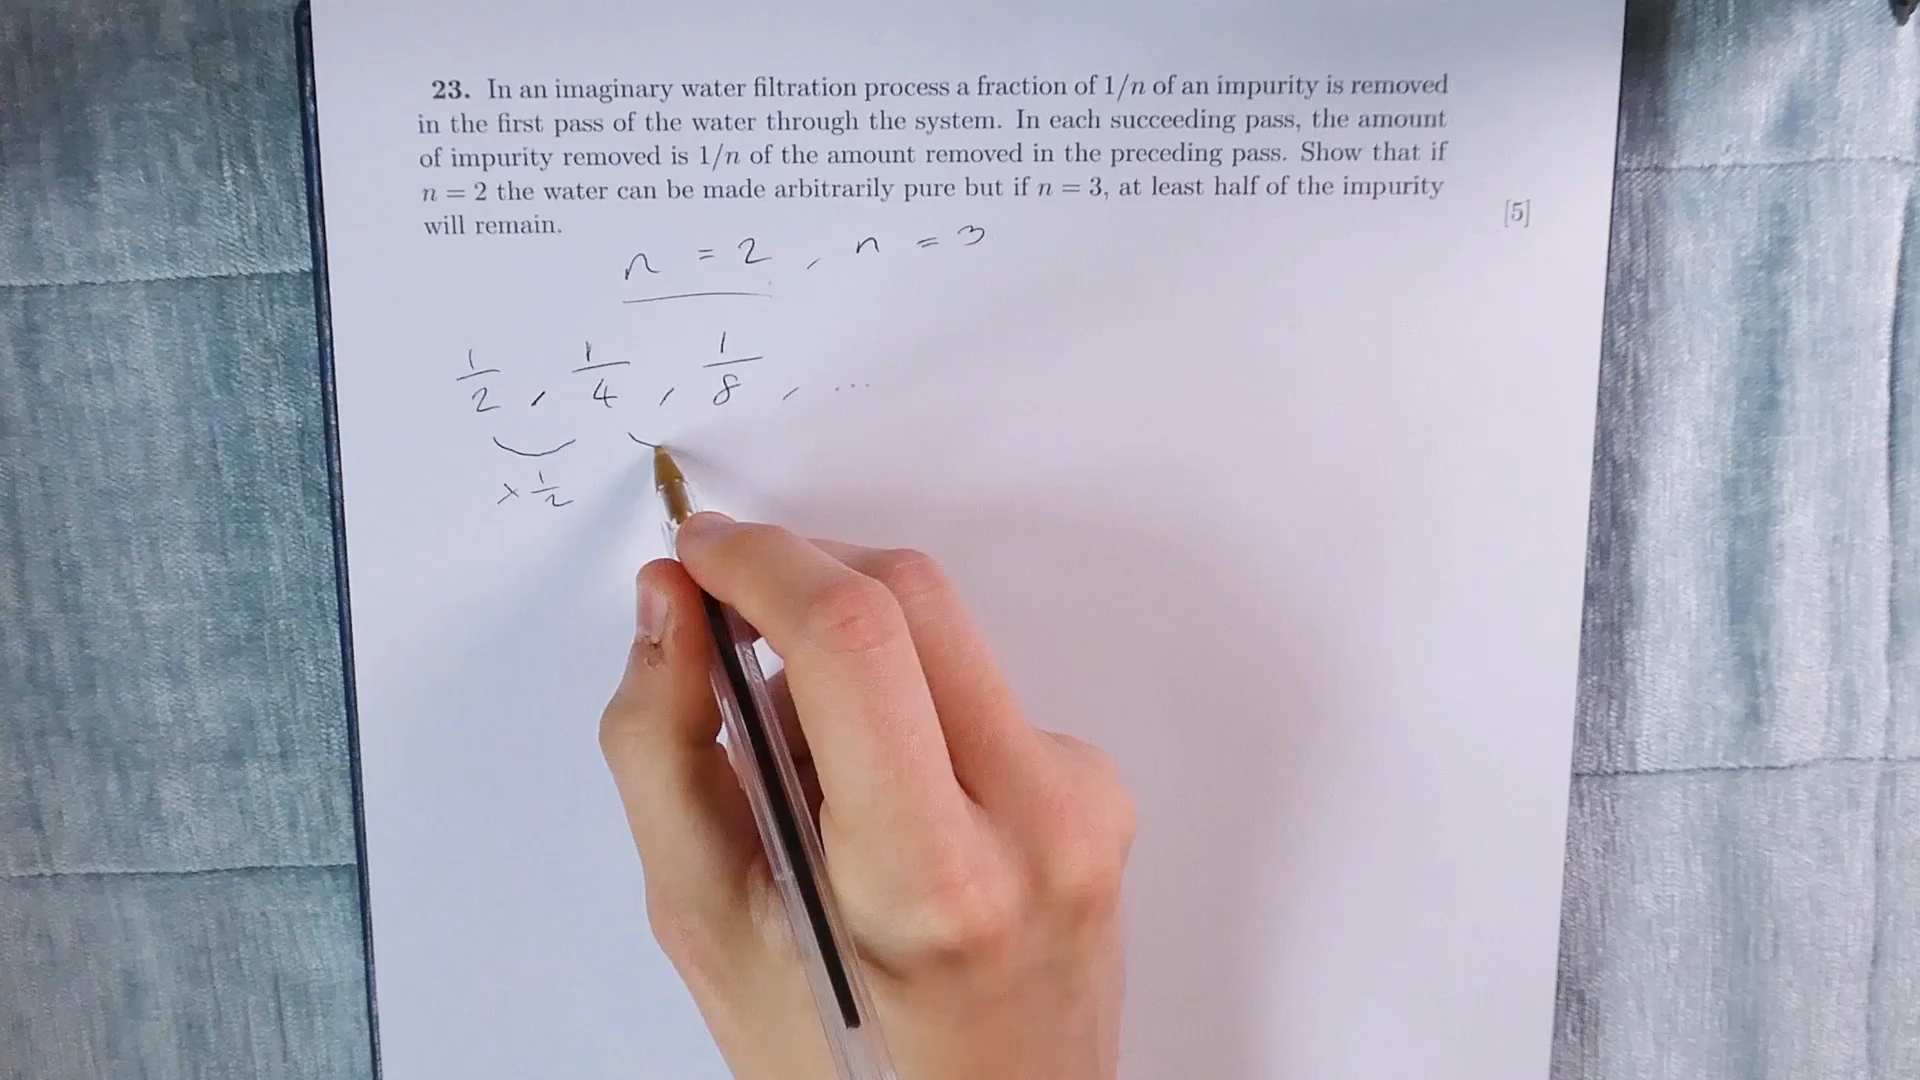 23. In an imaginary water filtration process a fraction of 1/n of an impurity is removed
in the first pass of the water through the system. In each succeeding pass, the amount
of impurity removed is 1/n of the amount removed in the preceding pass. Show that if
n = 2 the water can be made arbitrarily pure but if n = 3, at least half of the impurity
will remain.
[5]
n = 2 , n = 3
1/2 , 1/4 , 1/8 , ...
× 1/2